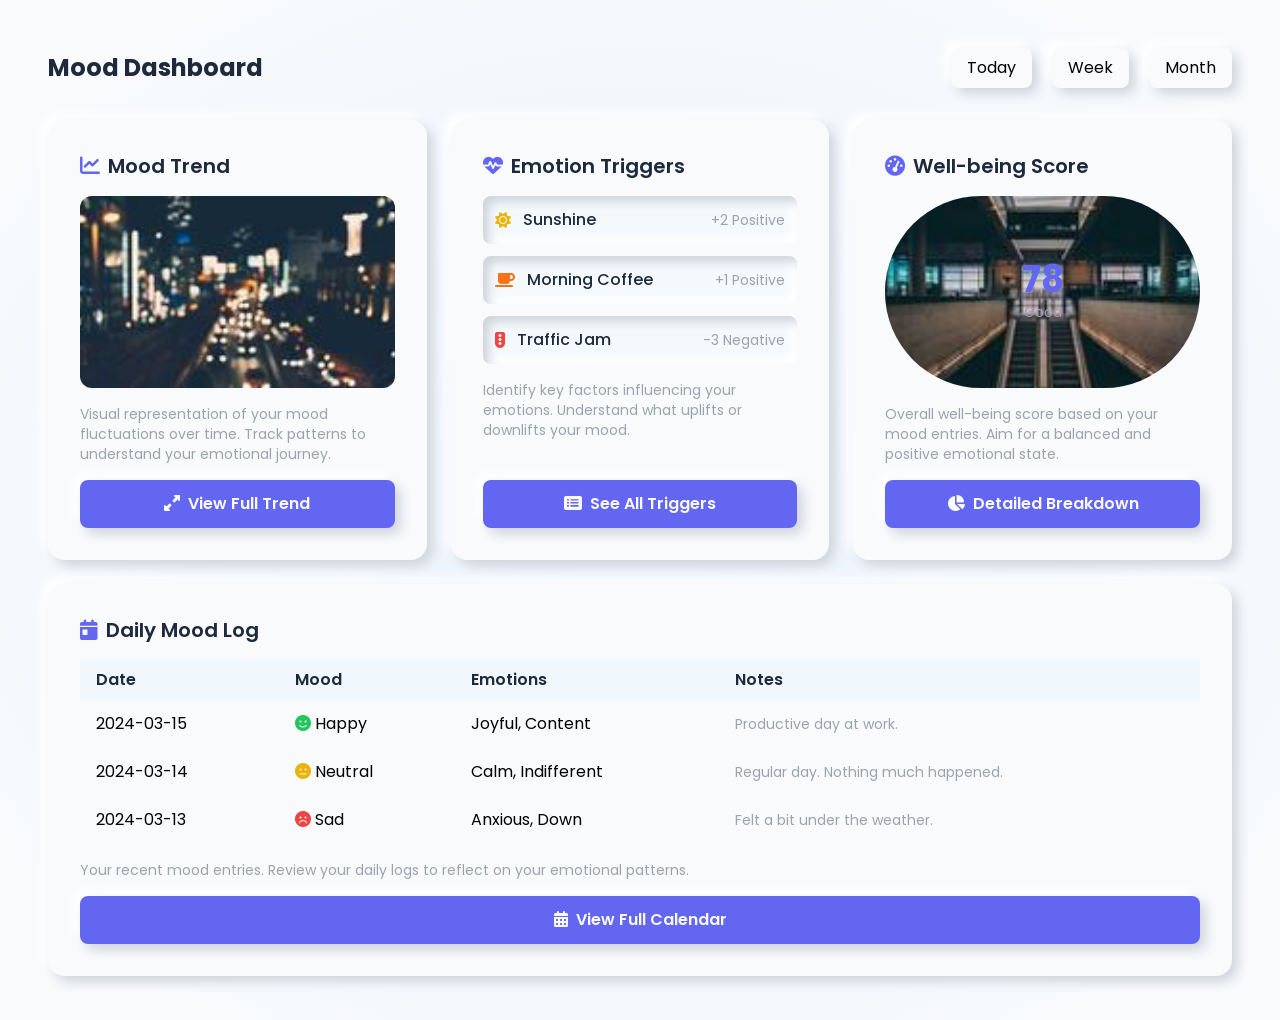 Mood Dashboard
Today
Week
Month
Mood Trend
Visual representation of your mood
fluctuations over time. Track patterns to
understand your emotional journey.
View Full Trend
Emotion Triggers
Sunshine
+2 Positive
Morning Coffee
+1 Positive
Traffic Jam
-3 Negative
Identify key factors influencing your
emotions. Understand what uplifts or
downlifts your mood.
See All Triggers
Well-being Score
78
Good
Overall well-being score based on your
mood entries. Aim for a balanced and
positive emotional state.
Detailed Breakdown
Daily Mood Log
Date Mood Emotions Notes
2024-03-15 Happy Joyful, Content Productive day at work.
2024-03-14 Neutral Calm, Indifferent Regular day. Nothing much happened.
2024-03-13 Sad Anxious, Down Felt a bit under the weather.
Your recent mood entries. Review your daily logs to reflect on your emotional patterns.
View Full Calendar